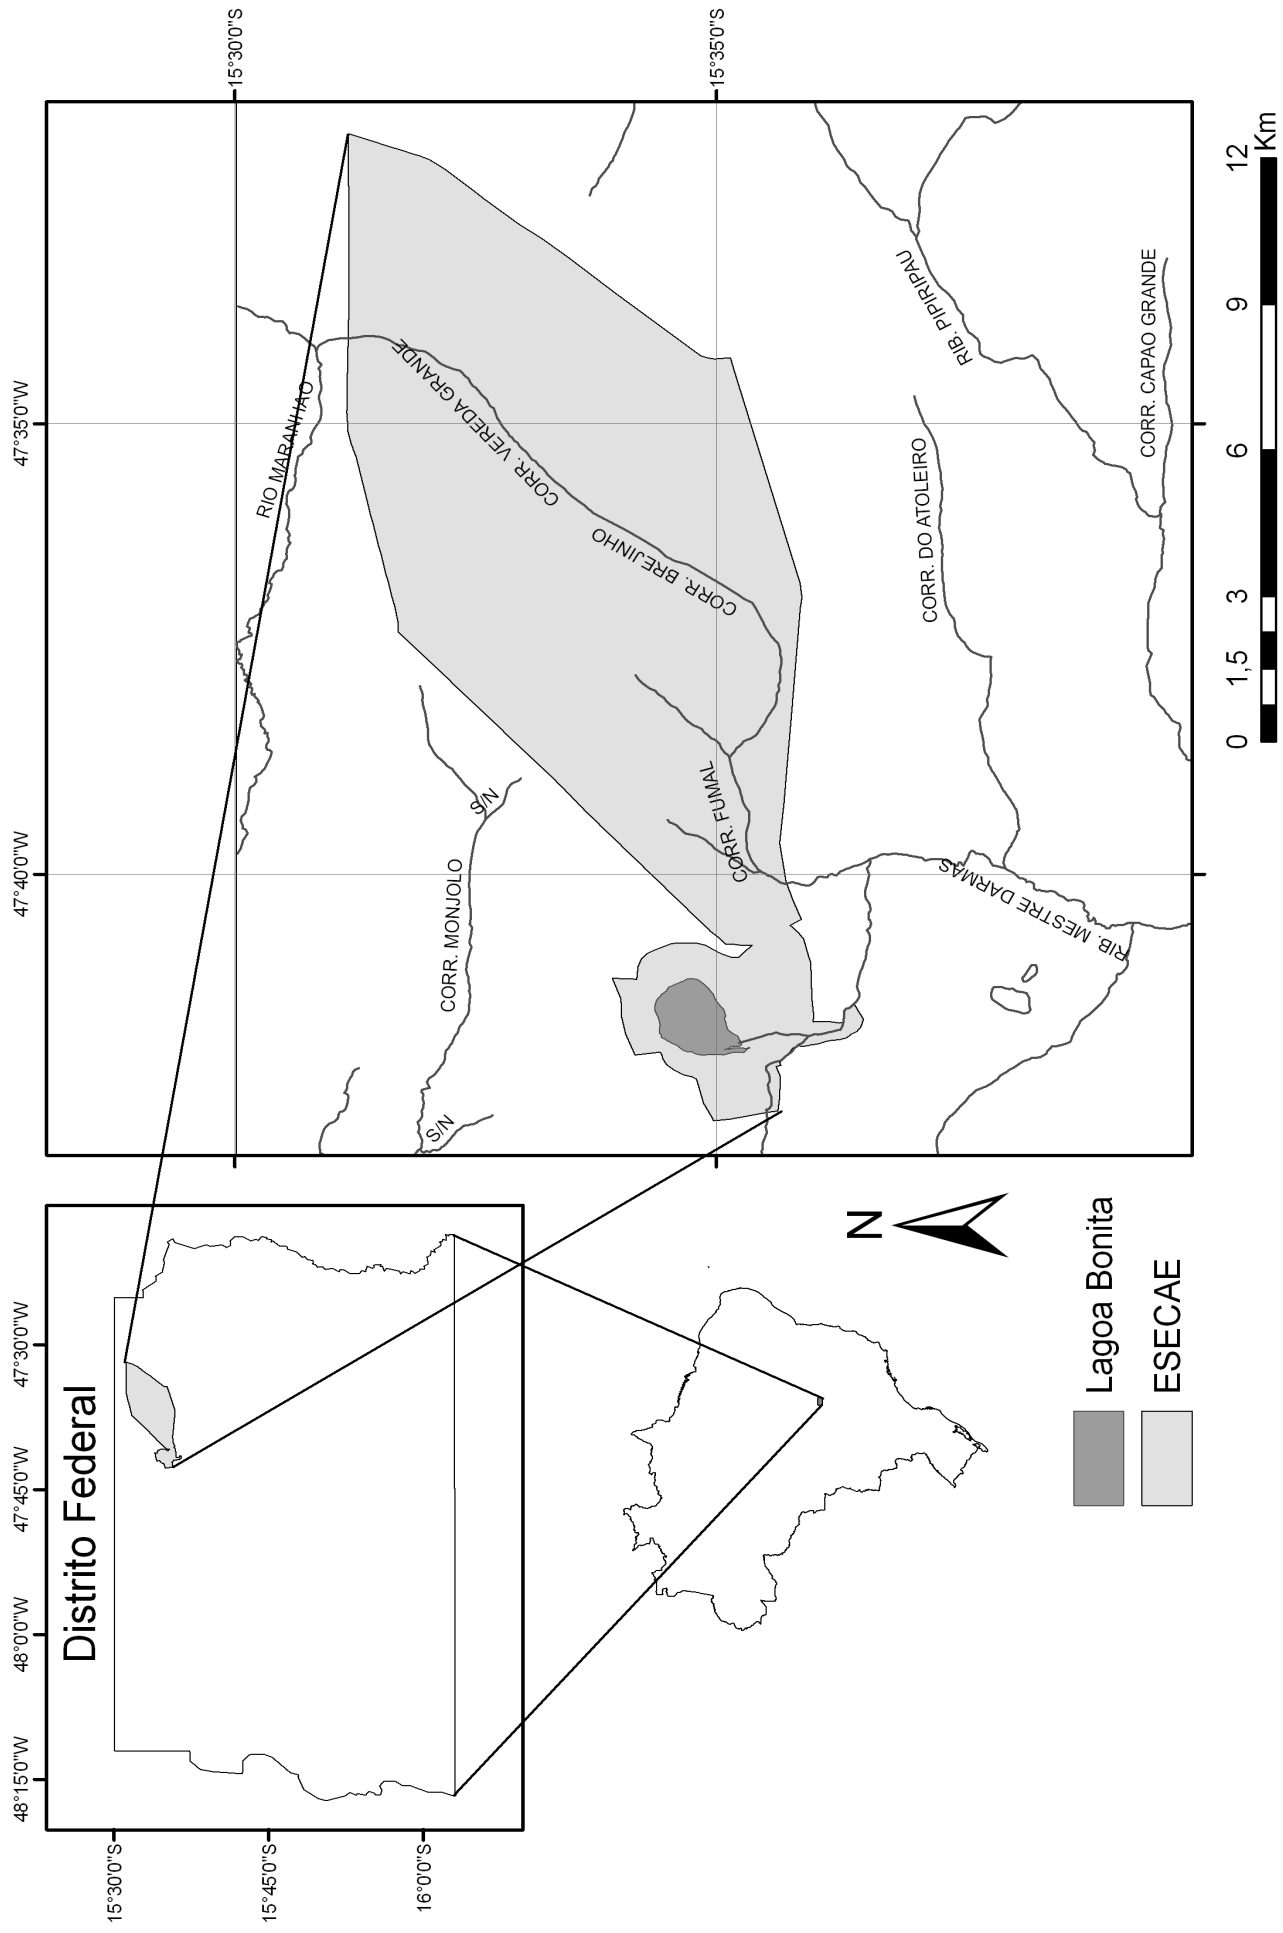 Distrito Federal
48°15'0"W
48°0'0"W
47°45'0"W
47°30'0"W
15°30'0"S
15°45'0"S
16°0'0"S
47°40'0"W
47°35'0"W
15°30'0"S
15°35'0"S
RIO MARANHAO
CORR. VEREDA GRANDE
CORR. BREJINHO
S/N
CORR. MONJOLO
S/N
CORR. FUMAL
RIB. PIPIRIPAU
CORR. DO ATOLEIRO
RIB. MESTRE DARMAS
CORR. CAPAO GRANDE
N
Lagoa Bonita
ESECAE
0 1,5 3 6 9 12
Km